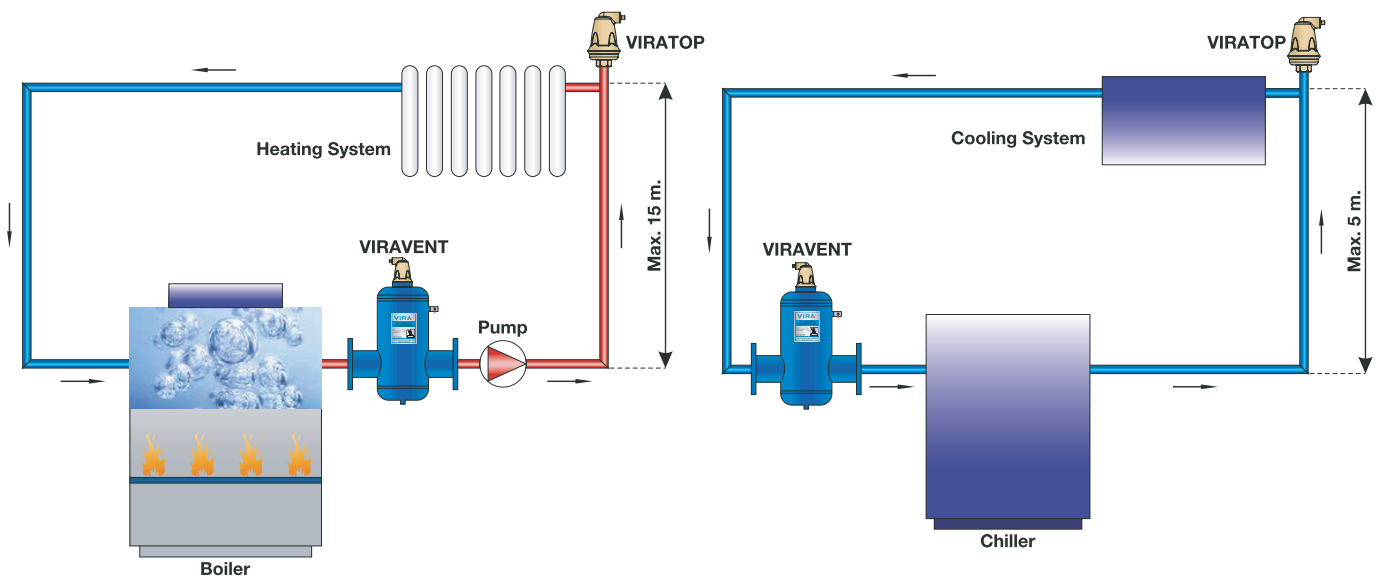 VIRATOP
Heating System
Max. 15 m.
VIRAVENT
VIRA
Pump
Boiler
VIRATOP
Cooling System
Max. 5 m.
VIRAVENT
VIRA
Chiller